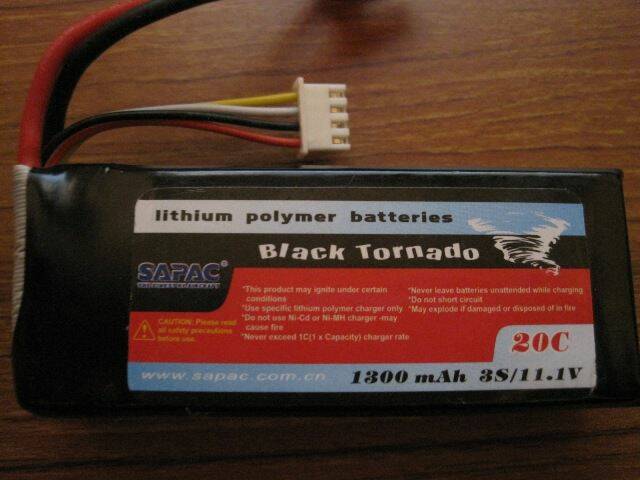 lithium polymer batteries
Black Tornado
SAPAC®
*This product may ignite under certain
conditions
*Use specific lithium polymer charger only
*Do not use Ni-Cd or Ni-MH charger -may
cause fire
*Never exceed 1C(1 x Capacity) charger rate
*Never leave batteries unattended while charging
*Do not short circuit
*May explode if damaged or disposed of in fire
CAUTION: Please read
all safety precautions
before use.
20C
www.sapac.com.cn
1300 mAh 3S/11.1V